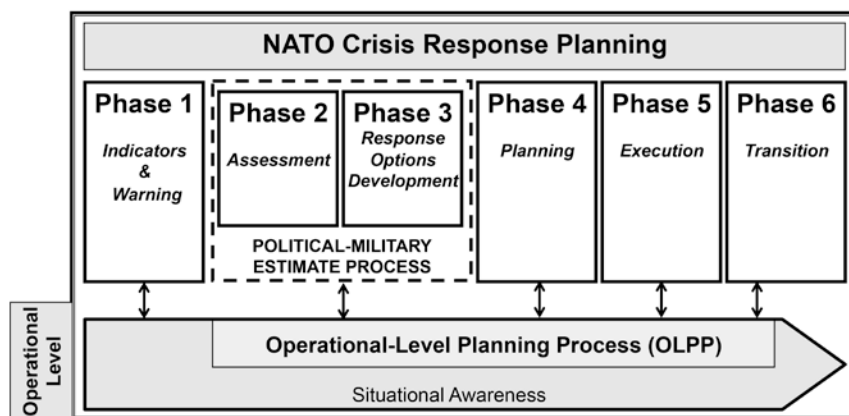 NATO Crisis Response Planning
Phase 1
Indicators
&
Warning
Phase 2
Assessment
Phase 3
Response
Options
Development
POLITICAL-MILITARY
ESTIMATE PROCESS
Phase 4
Planning
Phase 5
Execution
Phase 6
Transition
Operational
Level
Operational-Level Planning Process (OLPP)
Situational Awareness